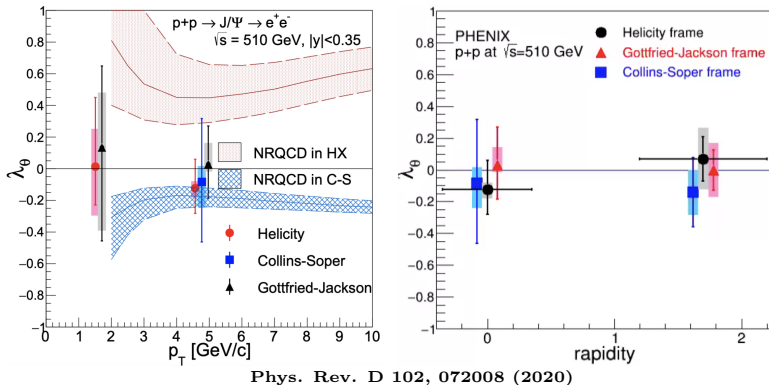 p+p → J/Ψ → e⁺e⁻
√s = 510 GeV, |y|<0.35
λθ
1
0.8
0.6
0.4
0.2
0
−0.2
−0.4
−0.6
−0.8
−1
NRQCD in HX
NRQCD in C-S
Helicity
Collins-Soper
Gottfried-Jackson
0 1 2 3 4 5 6 7 8 9 10
p_T [GeV/c]
PHENIX
p+p at √s=510 GeV
Helicity frame
Gottfried-Jackson frame
Collins-Soper frame
λθ
1
0.8
0.6
0.4
0.2
0
−0.2
−0.4
−0.6
−0.8
−1
0 1 2
rapidity
Phys. Rev. D 102, 072008 (2020)